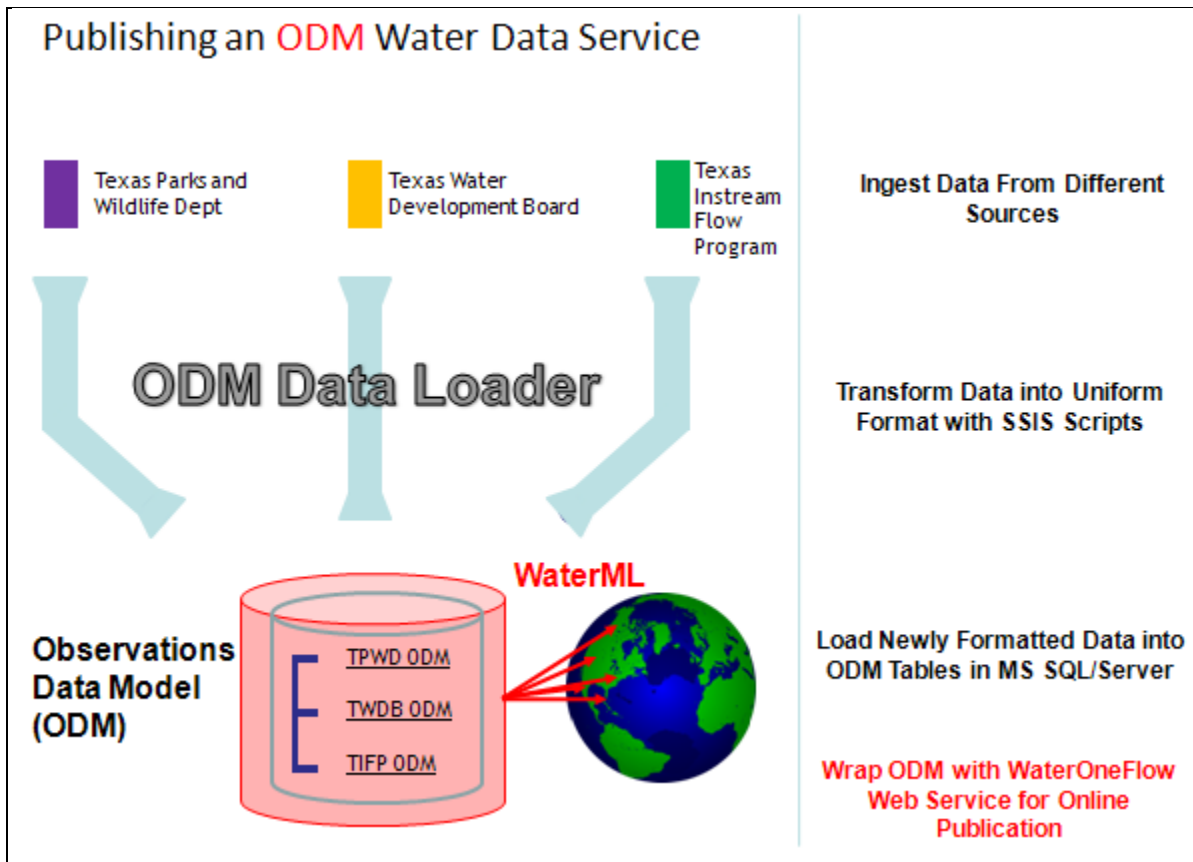 Publishing an ODM Water Data Service
Texas Parks and
Wildlife Dept
Texas Water
Development Board
Texas
Instream
Flow
Program
Ingest Data From Different
Sources
ODM Data Loader
Transform Data into Uniform
Format with SSIS Scripts
WaterML
Observations
Data Model
(ODM)
TPWD ODM
TWDB ODM
TIFP ODM
Load Newly Formatted Data into
ODM Tables in MS SQL/Server
Wrap ODM with WaterOneFlow
Web Service for Online
Publication